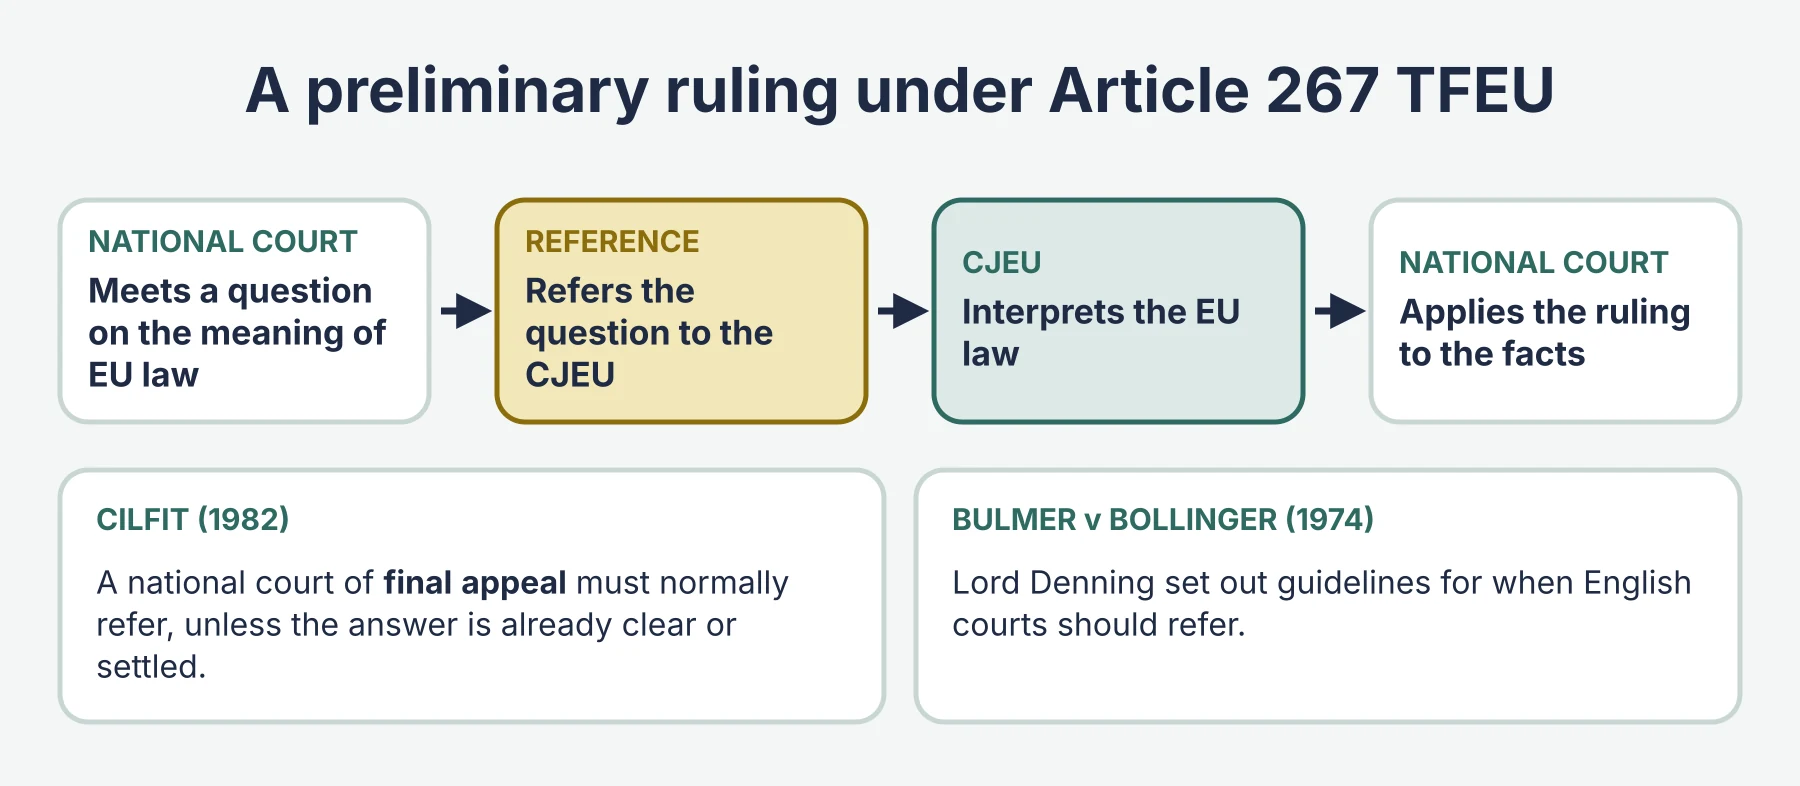 A preliminary ruling under Article 267 TFEU
NATIONAL COURT
Meets a question
on the meaning of
EU law
REFERENCE
Refers the
question to the
CJEU
CJEU
Interprets the EU
law
NATIONAL COURT
Applies the ruling
to the facts
CILFIT (1982)
A national court of final appeal must normally
refer, unless the answer is already clear or
settled.
BULMER v BOLLINGER (1974)
Lord Denning set out guidelines for when English
courts should refer.